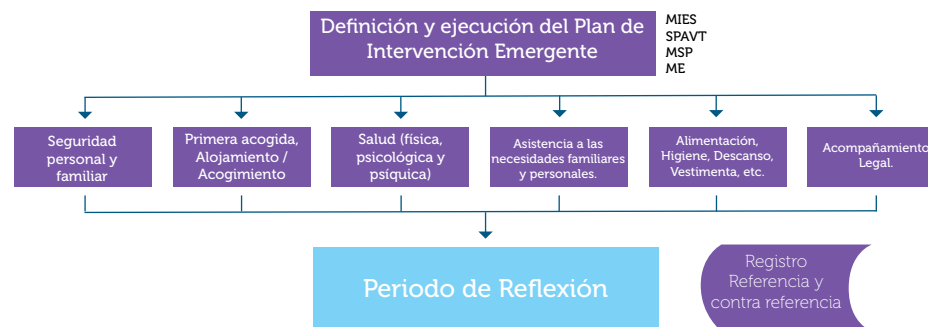 Definición y ejecución del Plan de
Intervención Emergente
MIES
SPAVT
MSP
ME
Seguridad
personal y
familiar
Primera acogida,
Alojamiento /
Acogimiento
Salud (física,
psicológica y
psíquica)
Asistencia a las
necesidades familiares
y personales.
Alimentación,
Higiene, Descanso,
Vestimenta, etc.
Acompañamiento
Legal.
Periodo de Reflexión
Registro
Referencia y
contra referencia